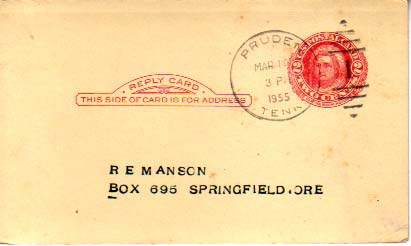 REPLY CARD
THIS SIDE OF CARD IS FOR ADDRESS
PRUDEN
MAR 1
3 P
1955
TENN
R E MANSON
BOX 695 SPRINGFIELD, ORE